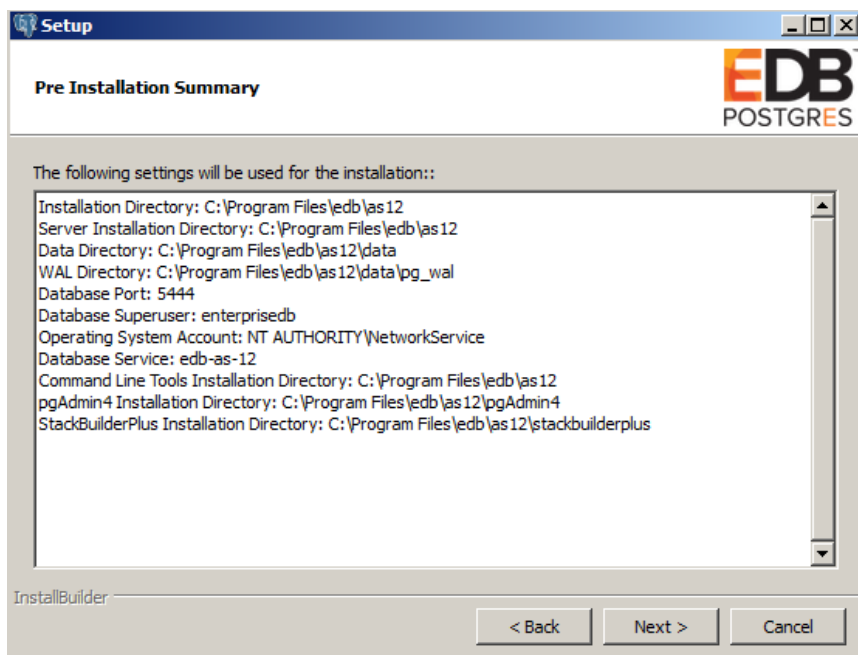 Setup
Pre Installation Summary
EDB
POSTGRES
The following settings will be used for the installation::
Installation Directory: C:\Program Files\edb\as12
Server Installation Directory: C:\Program Files\edb\as12
Data Directory: C:\Program Files\edb\as12\data
WAL Directory: C:\Program Files\edb\as12\data\pg_wal
Database Port: 5444
Database Superuser: enterprisedb
Operating System Account: NT AUTHORITY\NetworkService
Database Service: edb-as-12
Command Line Tools Installation Directory: C:\Program Files\edb\as12
pgAdmin4 Installation Directory: C:\Program Files\edb\as12\pgAdmin4
StackBuilderPlus Installation Directory: C:\Program Files\edb\as12\stackbuilderplus
InstallBuilder
< Back
Next >
Cancel